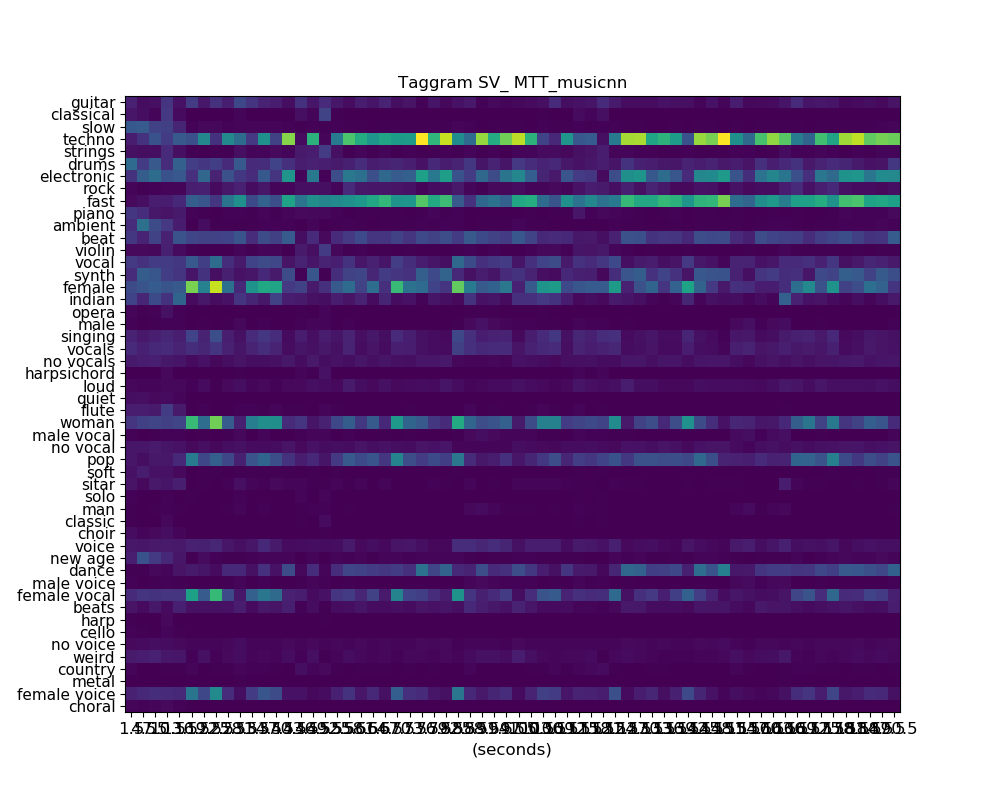 Taggram SV_ MTT_musicnn
guitar
classical
slow
techno
strings
drums
electronic
rock
fast
piano
ambient
beat
violin
vocal
synth
female
indian
opera
male
singing
vocals
no vocals
harpsichord
loud
quiet
flute
woman
male vocal
no vocal
pop
soft
sitar
solo
man
classic
choir
voice
new age
dance
male voice
female vocal
beats
harp
cello
no voice
weird
country
metal
female voice
choral
(seconds)